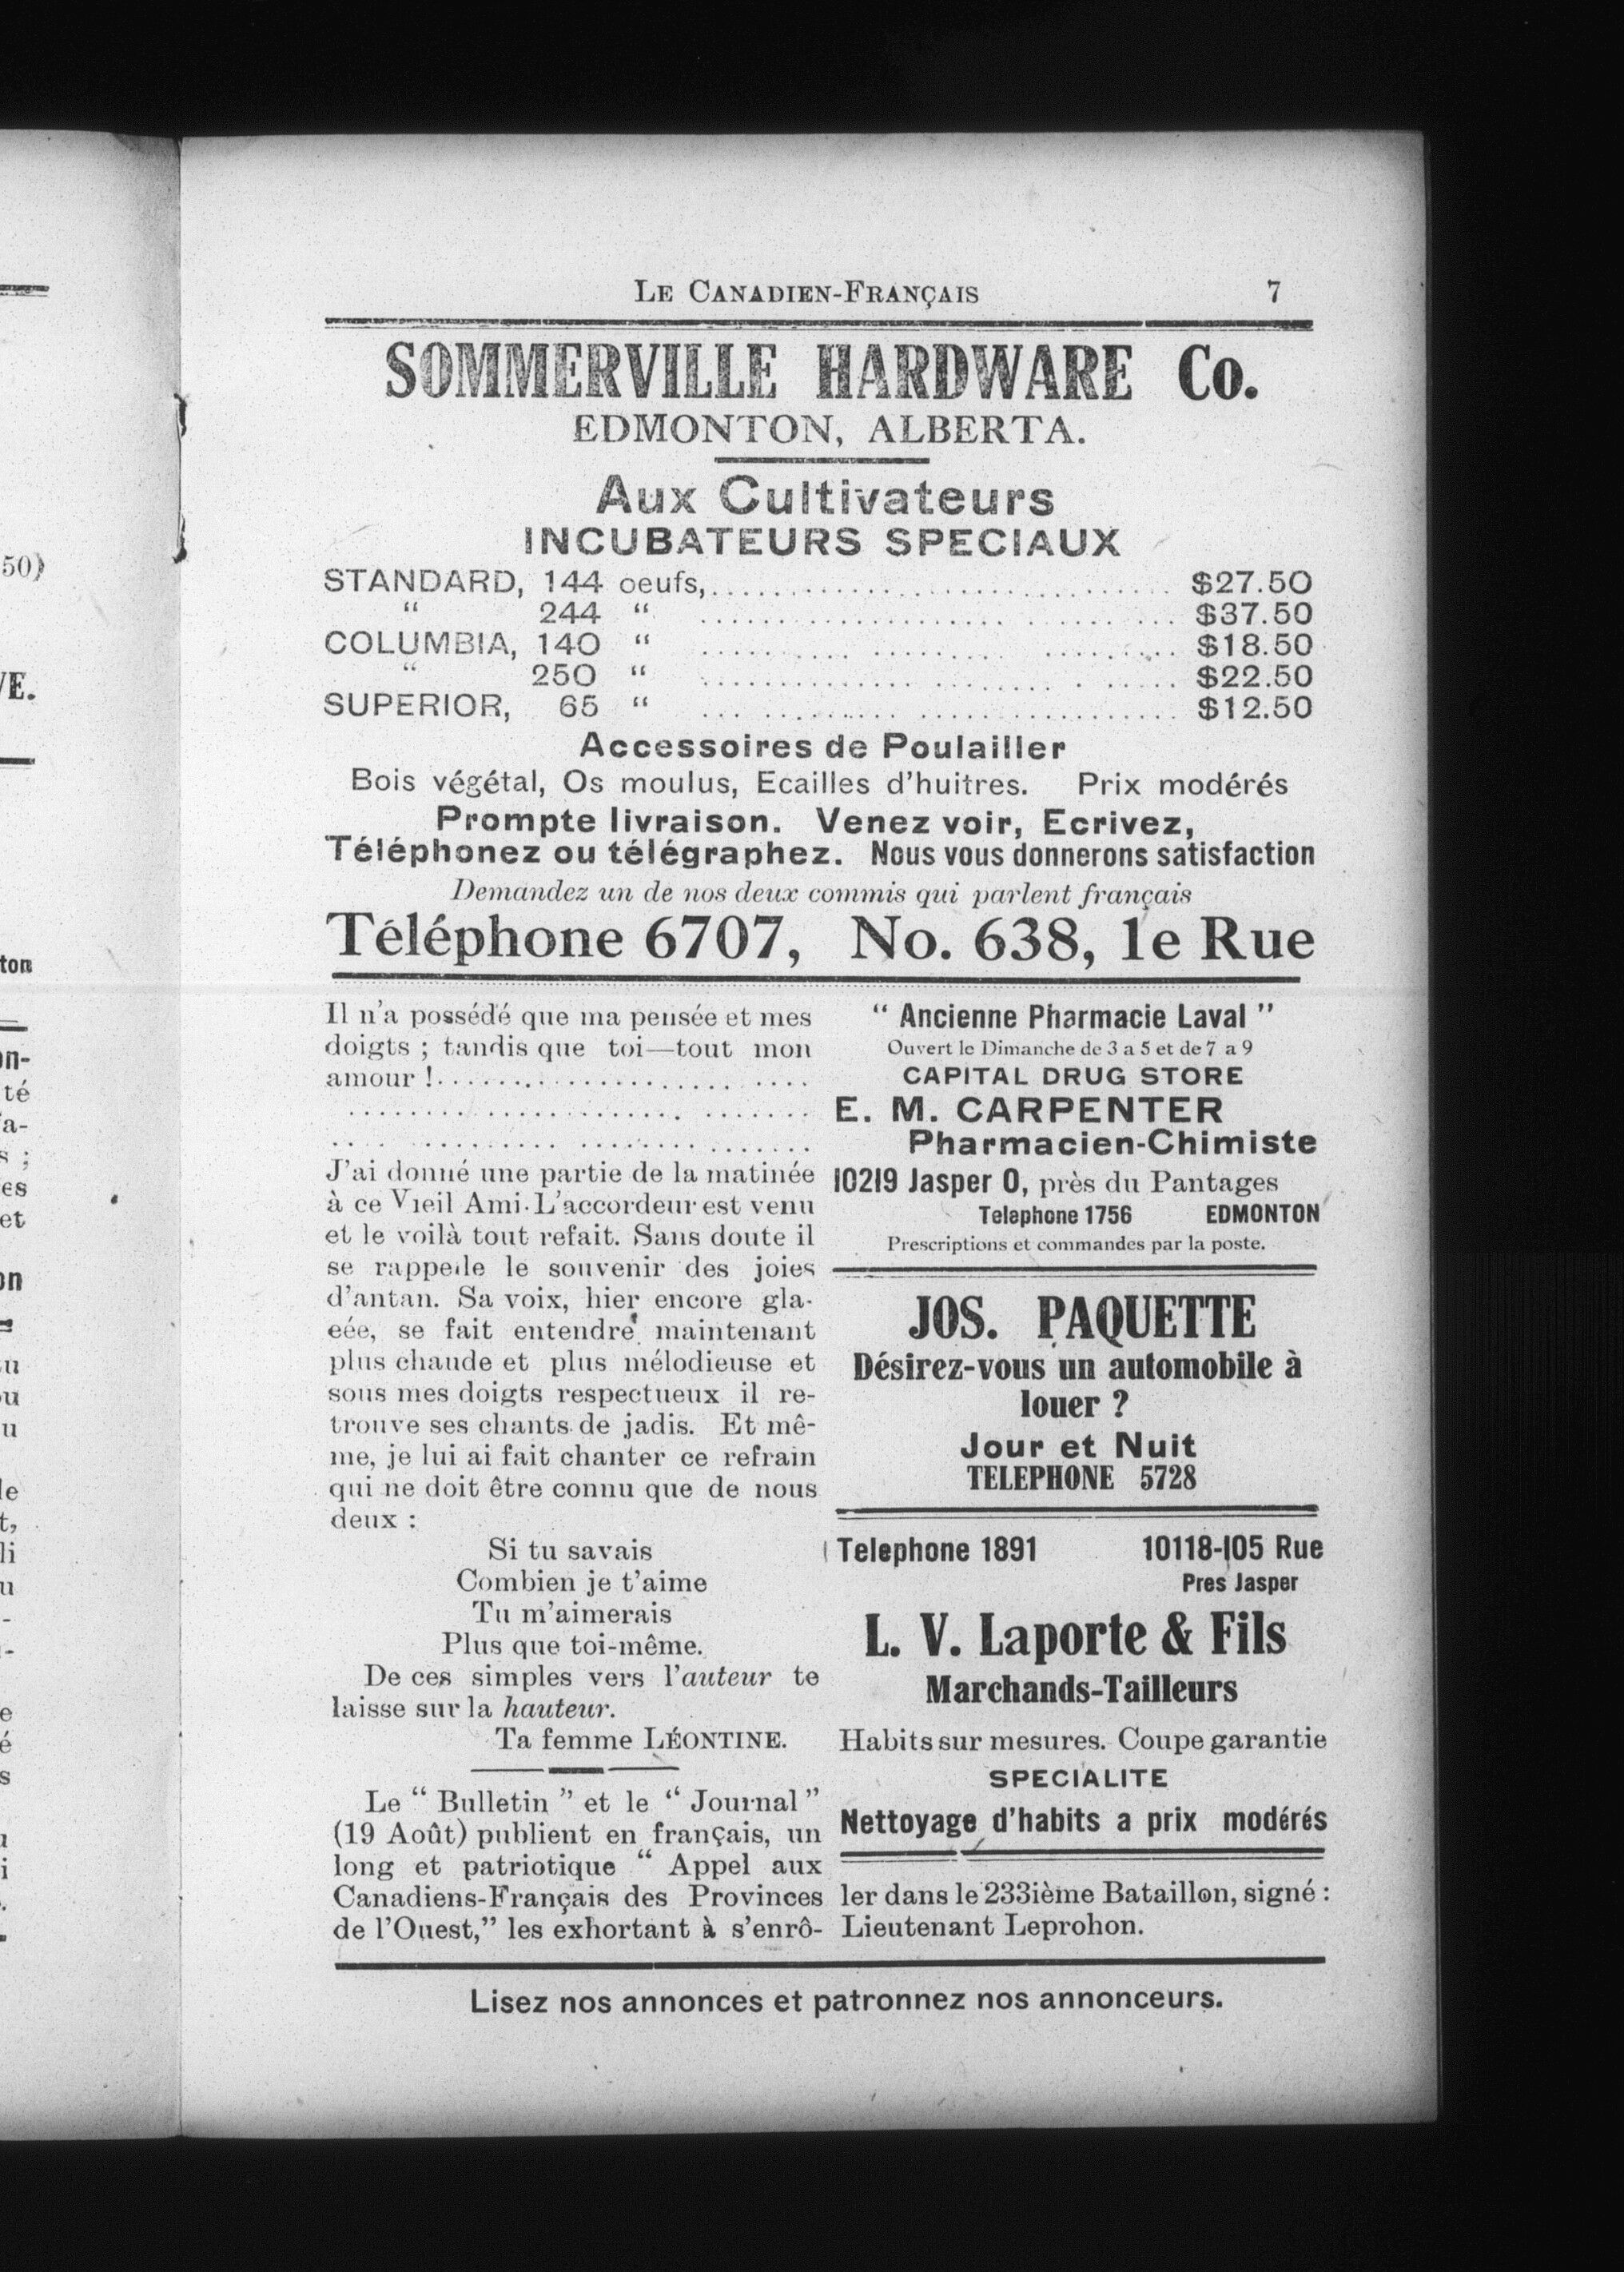 LE CANADIEN-FRANÇAIS 7
SOMMERVILLE HARDWARE Co.
EDMONTON, ALBERTA.
Aux Cultivateurs
INCUBATEURS SPECIAUX
STANDARD, 144 oeufs,.............................. $27.50
“ 244 “ .............................. $37.50
COLUMBIA, 140 “ .............................. $18.50
“ 250 “ .............................. $22.50
SUPERIOR, 65 “ .............................. $12.50
Accessoires de Poulailler
Bois végétal, Os moulus, Ecailles d'huitres. Prix modérés
Prompte livraison. Venez voir, Ecrivez,
Téléphonez ou télégraphez. Nous vous donnerons satisfaction
Demandez un de nos deux commis qui parlent français
Téléphone 6707, No. 638, 1e Rue
Il n'a possédé que ma pensée et mes
doigts ; tandis que toi—tout mon
amour !........................
..............................
..............................
J'ai donné une partie de la matinée
à ce Vieil Ami. L'accordeur est venu
et le voilà tout refait. Sans doute il
se rappelle le souvenir des joies
d'antan. Sa voix, hier encore gla-
eée, se fait entendre maintenant
plus chaude et plus mélodieuse et
sous mes doigts respectueux il re-
trouve ses chants de jadis. Et mê-
me, je lui ai fait chanter ce refrain
qui ne doit être connu que de nous
deux :
Si tu savais
Combien je t'aime
Tu m'aimerais
Plus que toi-même.
De ces simples vers l'auteur te
laisse sur la hauteur.
Ta femme LÉONTINE.
Le “ Bulletin ” et le “ Journal ”
(19 Août) publient en français, un
long et patriotique “ Appel aux
Canadiens-Français des Provinces
de l'Ouest,” les exhortant à s'enrô-
“ Ancienne Pharmacie Laval ”
Ouvert le Dimanche de 3 a 5 et de 7 a 9
CAPITAL DRUG STORE
E. M. CARPENTER
Pharmacien-Chimiste
10219 Jasper O, près du Pantages
Telephone 1756 EDMONTON
Prescriptions et commandes par la poste.
JOS. PAQUETTE
Désirez-vous un automobile à
louer ?
Jour et Nuit
TELEPHONE 5728
Telephone 1891 10118-105 Rue
Pres Jasper
L. V. Laporte & Fils
Marchands-Tailleurs
Habits sur mesures. Coupe garantie
SPECIALITE
Nettoyage d'habits a prix modérés
ler dans le 233ième Bataillon, signé :
Lieutenant Leprohon.
Lisez nos annonces et patronnez nos annonceurs.